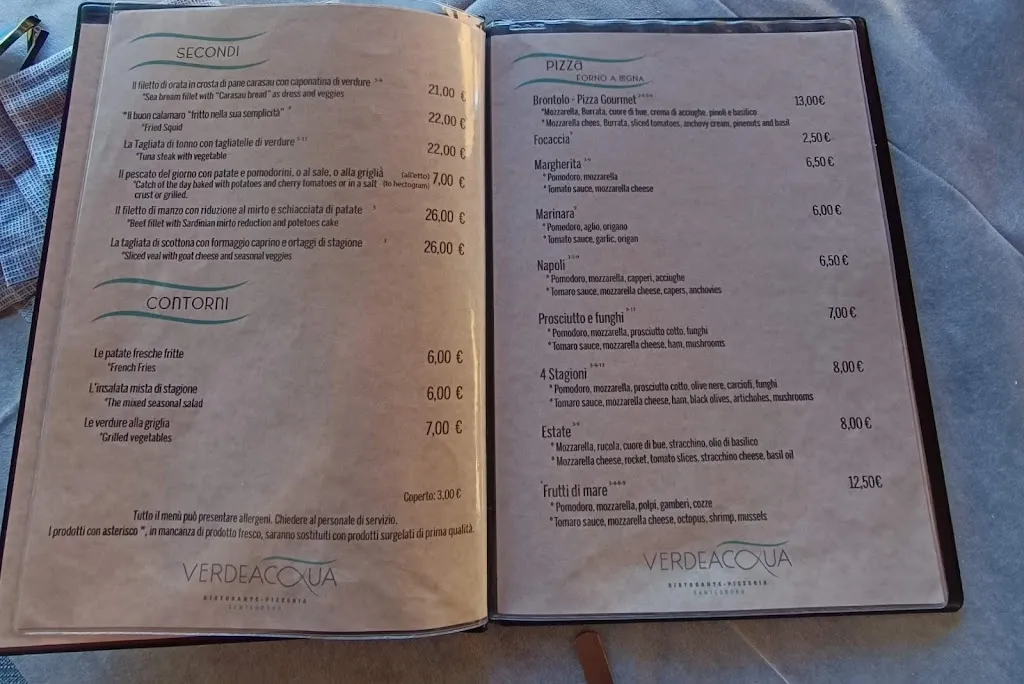 SECONDI
Il filetto di orata in crosta di pane carasau con caponatina di verdure 21,00 €
"Sea bream fillet with "Carasau bread" as dress and veggies
*Il buon calamaro "fritto nella sua semplicità" 22,00 €
"Fried Squid
La Tagliata di tonno con tagliatelle di verdure 22,00 €
"Tuna steak with vegetable
Il pescato del giorno con patate e pomodorini, o al sale, o alla griglià (all'etto) 7,00 €
"Catch of the day baked with potatoes and cherry tomatoes or in a salt (to hectogram)
crust or grilled.
Il filetto di manzo con riduzione al mirto e schiacciata di patate 26,00 €
"Beef fillet with Sardinian mirto reduction and potetoes cake
La tagliata di scottona con formaggio caprino e ortaggi di stagione 26,00 €
"Sliced veal with goat cheese and seasonal veggies
CONTORNI
Le patate fresche fritte 6,00 €
"French Fries
L'insalata mista di stagione 6,00 €
"The mixed seasonal salad
Le verdure alla griglia 7,00 €
"Grilled vegetables
Coperto: 3,00 €
Tutto il menù può presentare allergeni. Chiedere al personale di servizio.
I prodotti con asterisco *, in mancanza di prodotto fresco, saranno sostituiti con prodotti surgelati di prima qualità.
VERDEACQUA
RISTORANTE-PIZZERIA
PIZZA
FORNO A LEGNA
Brontolo - Pizza Gourmet 13,00€
*Mozzarella, Burrata, cuore di bue, crema di acciughe, pinoli e basilico
* Mozzarella chees, Burrata, sliced tomatoes, anchovy cream, pinenuts and basil
Focaccia 2,50 €
Margherita 6,50 €
* Pomodoro, mozzarella
* Tomato sauce, mozzarella cheese
Marinara 6,00 €
* Pomodoro, aglio, origano
* Tomato sauce, garlic, origan
Napoli 6,50 €
* Pomodoro, mozzarella, capperi, acciughe
* Tomaro sauce, mozzarella cheese, capers, anchovies
Prosciutto e funghi 7,00 €
* Pomodoro, mozzarella, prosciutto cotto, funghi
* Tomaro sauce, mozzarella cheese, ham, mushrooms
4 Stagioni 8,00 €
* Pomodoro, mozzarella, prosciutto cotto, olive nere, carciofi, funghi
* Tomaro sauce, mozzarella cheese, ham, black olives, artichohes, mushrooms
Estate 8,00 €
* Mozzarella, rucola, cuore di bue, stracchino, olio di basilico
* Mozzarella cheese, rocket, tomato slices, stracchino cheese, basil oil
*Frutti di mare 12,50€
* Pomodoro, mozzarella, polpi, gamberi, cozze
*Tomaro sauce, mozzarella cheese, octopus, shrimp, mussels
VERDEACQUA
RISTORANTE-PIZZERIA